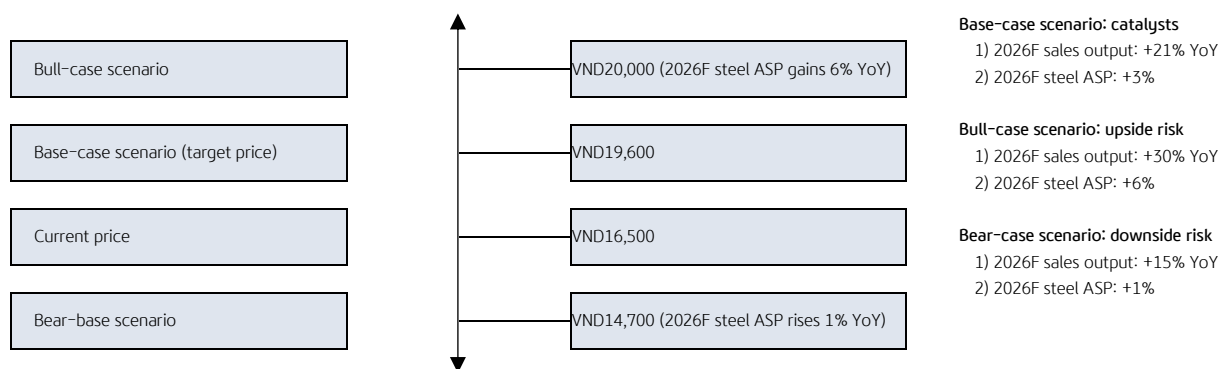 Bull-case scenario
VND20,000 (2026F steel ASP gains 6% YoY)
Base-case scenario (target price)
VND19,600
Current price
VND16,500
Bear-base scenario
VND14,700 (2026F steel ASP rises 1% YoY)
Base-case scenario: catalysts
1) 2026F sales output: +21% YoY
2) 2026F steel ASP: +3%
Bull-case scenario: upside risk
1) 2026F sales output: +30% YoY
2) 2026F steel ASP: +6%
Bear-case scenario: downside risk
1) 2026F sales output: +15% YoY
2) 2026F steel ASP: +1%